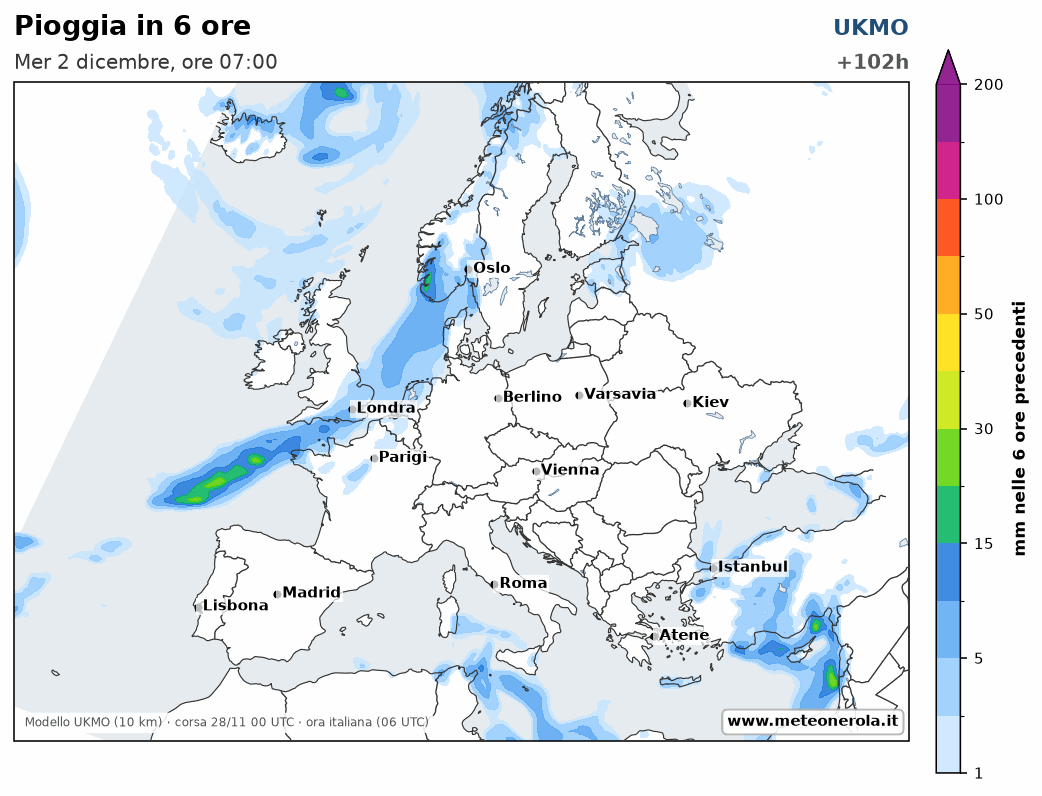 Pioggia in 6 ore
UKMO
Mer 2 dicembre, ore 07:00
+102h
200
100
50
30
15
5
1
mm nelle 6 ore precedenti
Oslo
Berlino
Varsavia
Kiev
Londra
Parigi
Vienna
Istanbul
Roma
Madrid
Lisbona
Atene
Modello UKMO (10 km) · corsa 28/11 00 UTC · ora italiana (06 UTC)
www.meteonerola.it